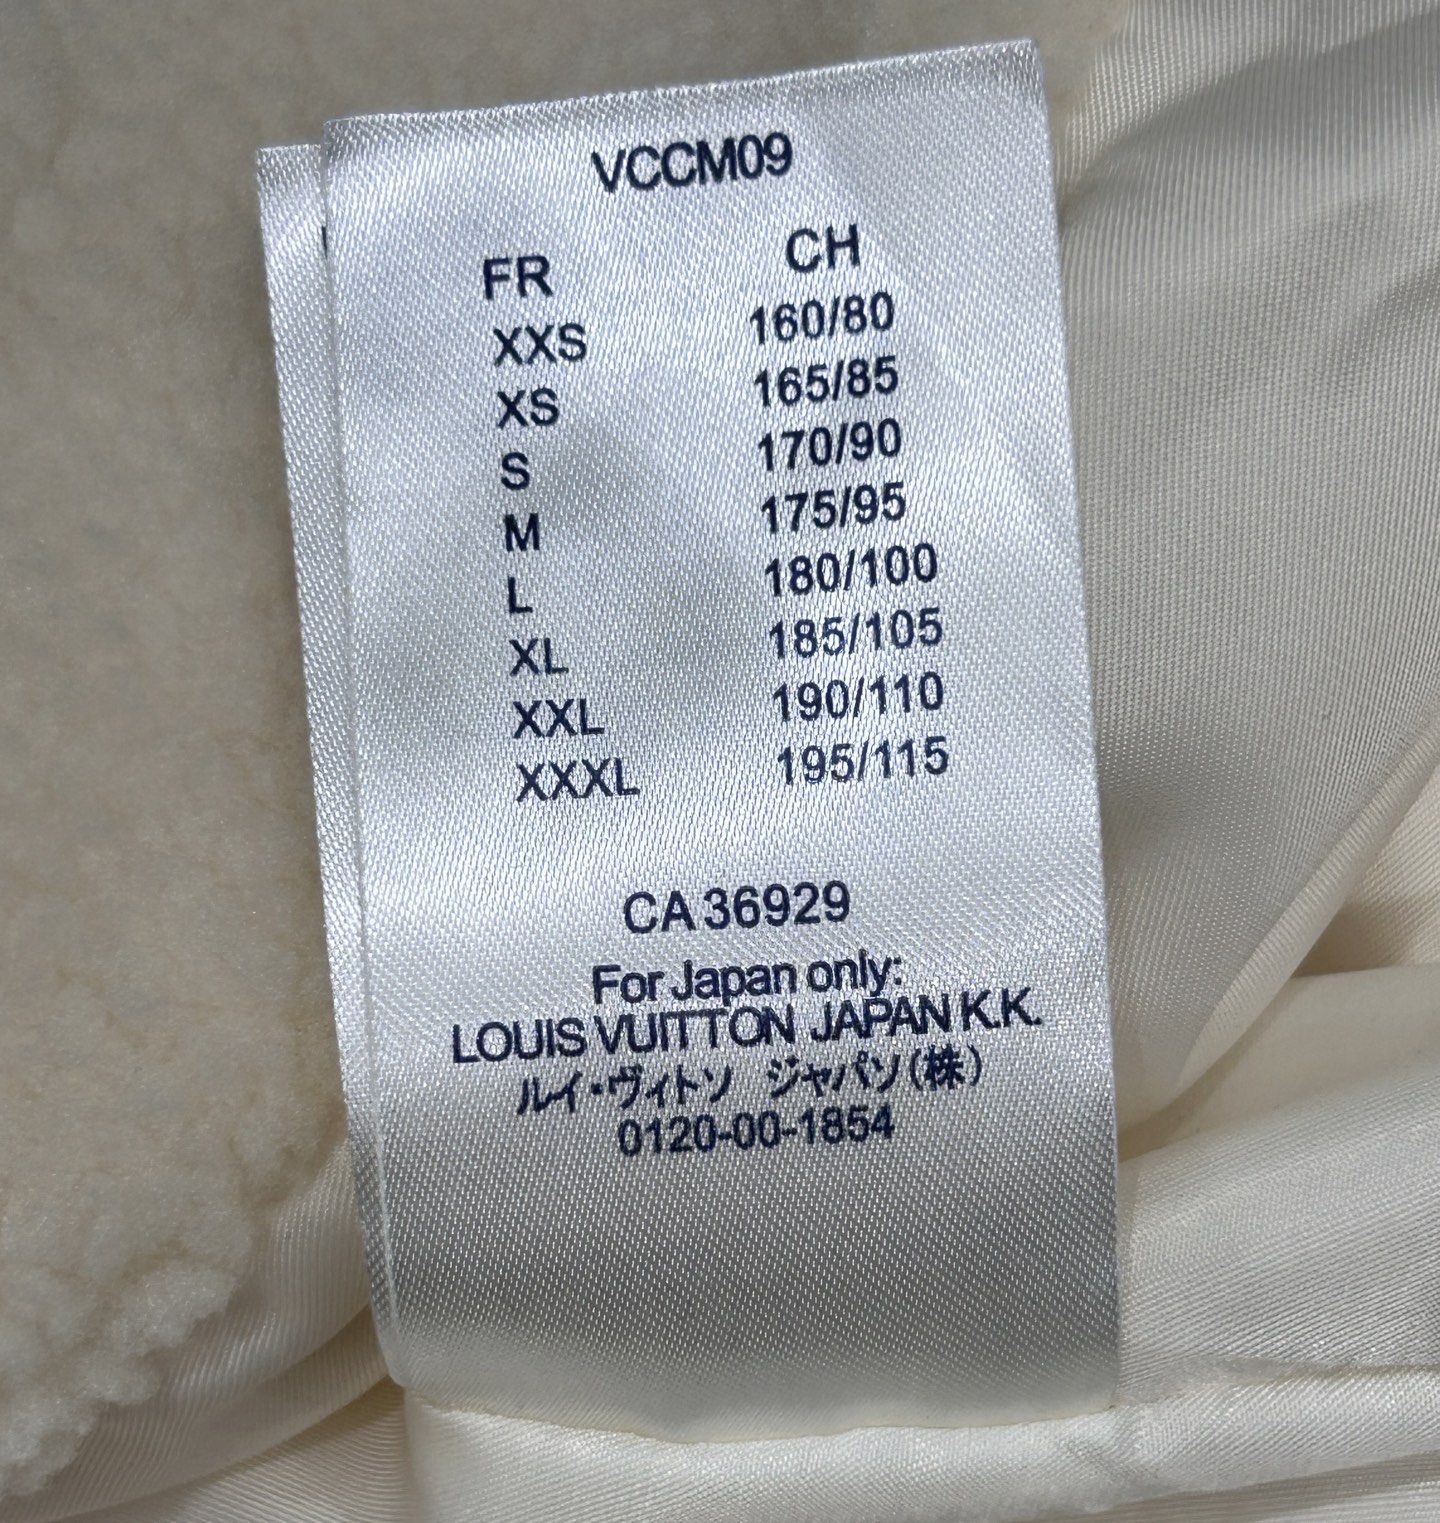 VCCM09
FR CH
XXS 160/80
XS 165/85
S 170/90
M 175/95
L 180/100
XL 185/105
XXL 190/110
XXXL 195/115
CA 36929
For Japan only:
LOUIS VUITTON JAPAN K.K.
ルイ・ヴィトン ジャパン(株)
0120-00-1854